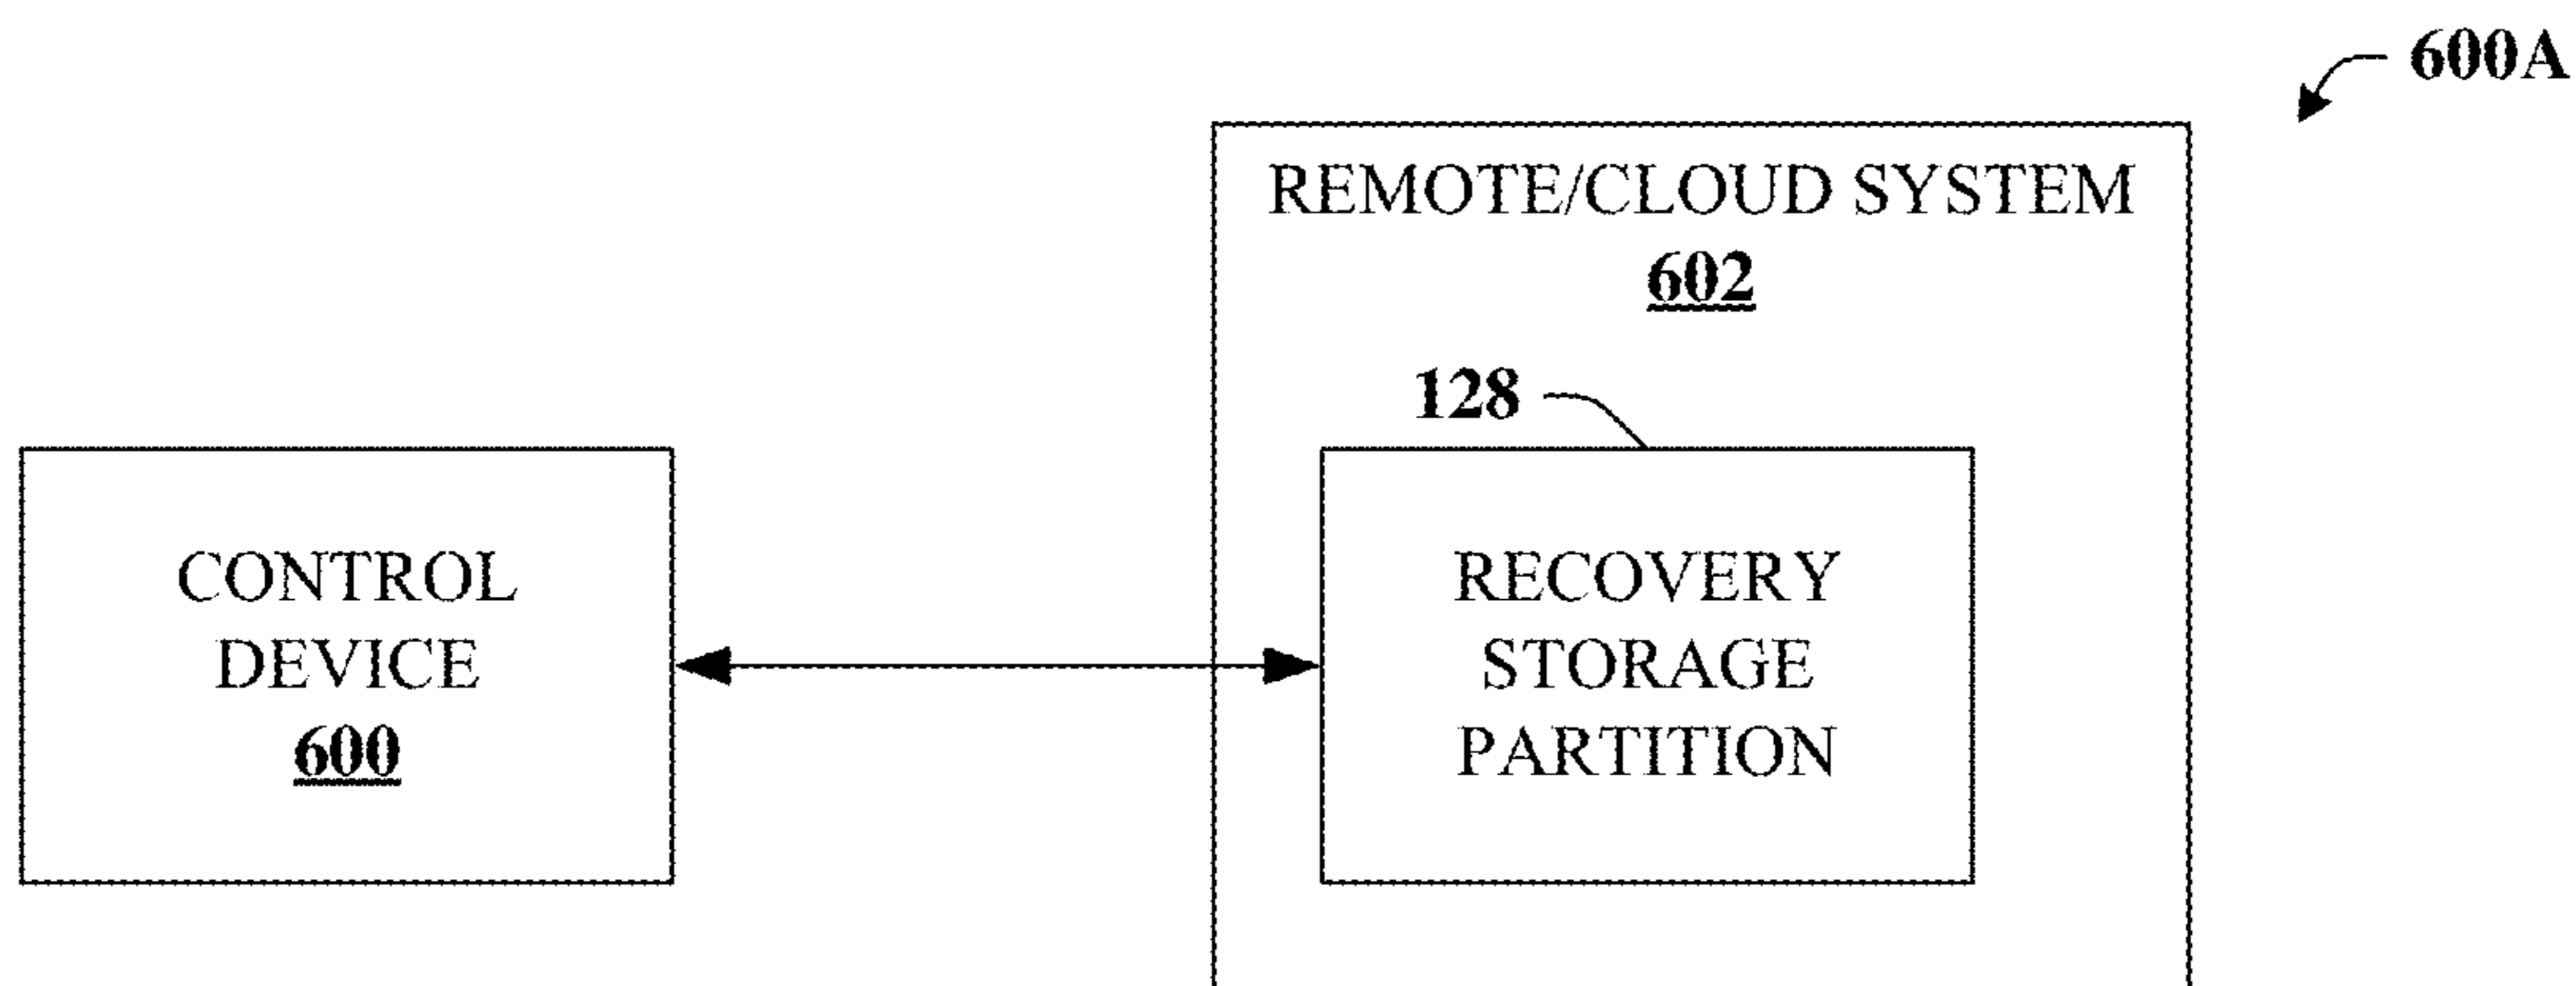 600A
REMOTE/CLOUD SYSTEM
602
128
CONTROL
DEVICE
600
RECOVERY
STORAGE
PARTITION